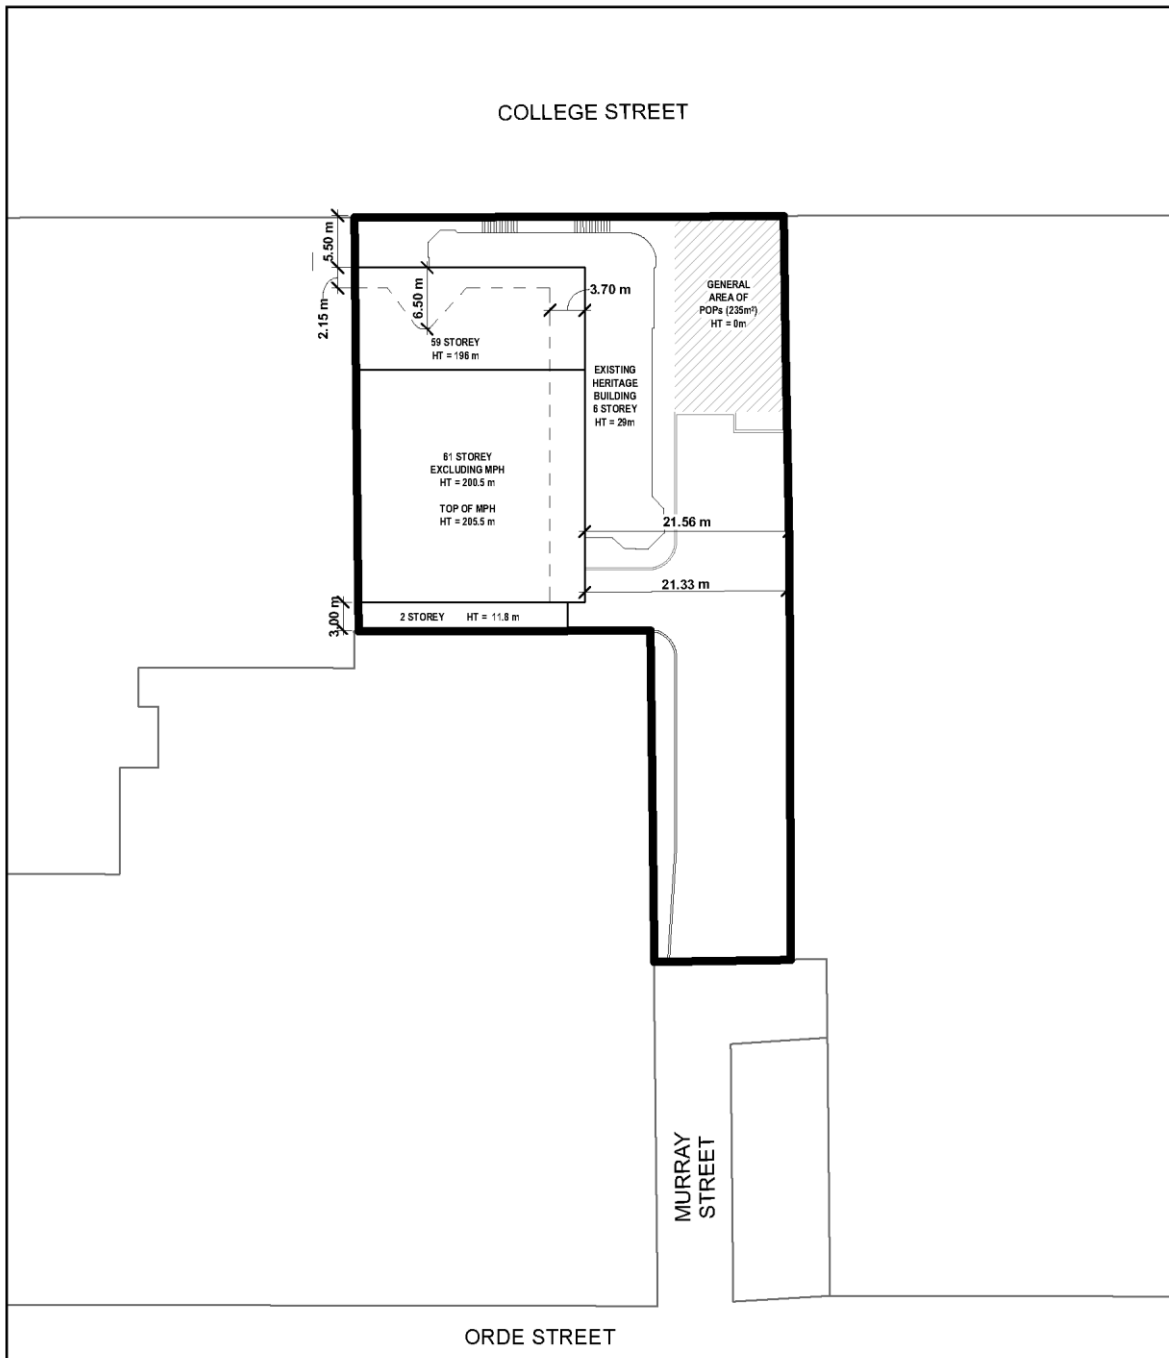 COLLEGE STREET
5.50 m
2.15 m
6.50 m
3.70 m
59 STOREY
HT = 196 m
GENERAL
AREA OF
POPs (235m²)
HT = 0m
EXISTING
HERITAGE
BUILDING
6 STOREY
HT = 29m
61 STOREY
EXCLUDING MPH
HT = 200.5 m
TOP OF MPH
HT = 205.5 m
21.56 m
21.33 m
3.00 m
2 STOREY HT = 11.8 m
MURRAY
STREET
ORDE STREET